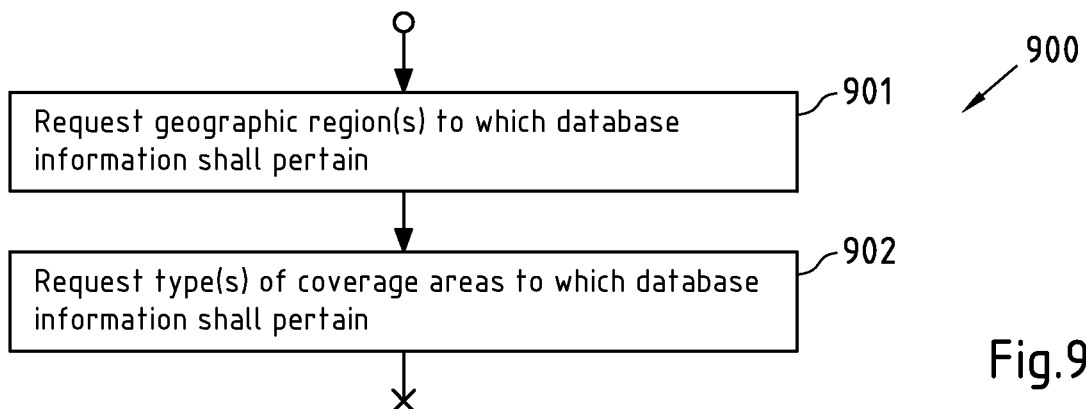 900
901
Request geographic region(s) to which database
information shall pertain
902
Request type(s) of coverage areas to which database
information shall pertain
Fig.9